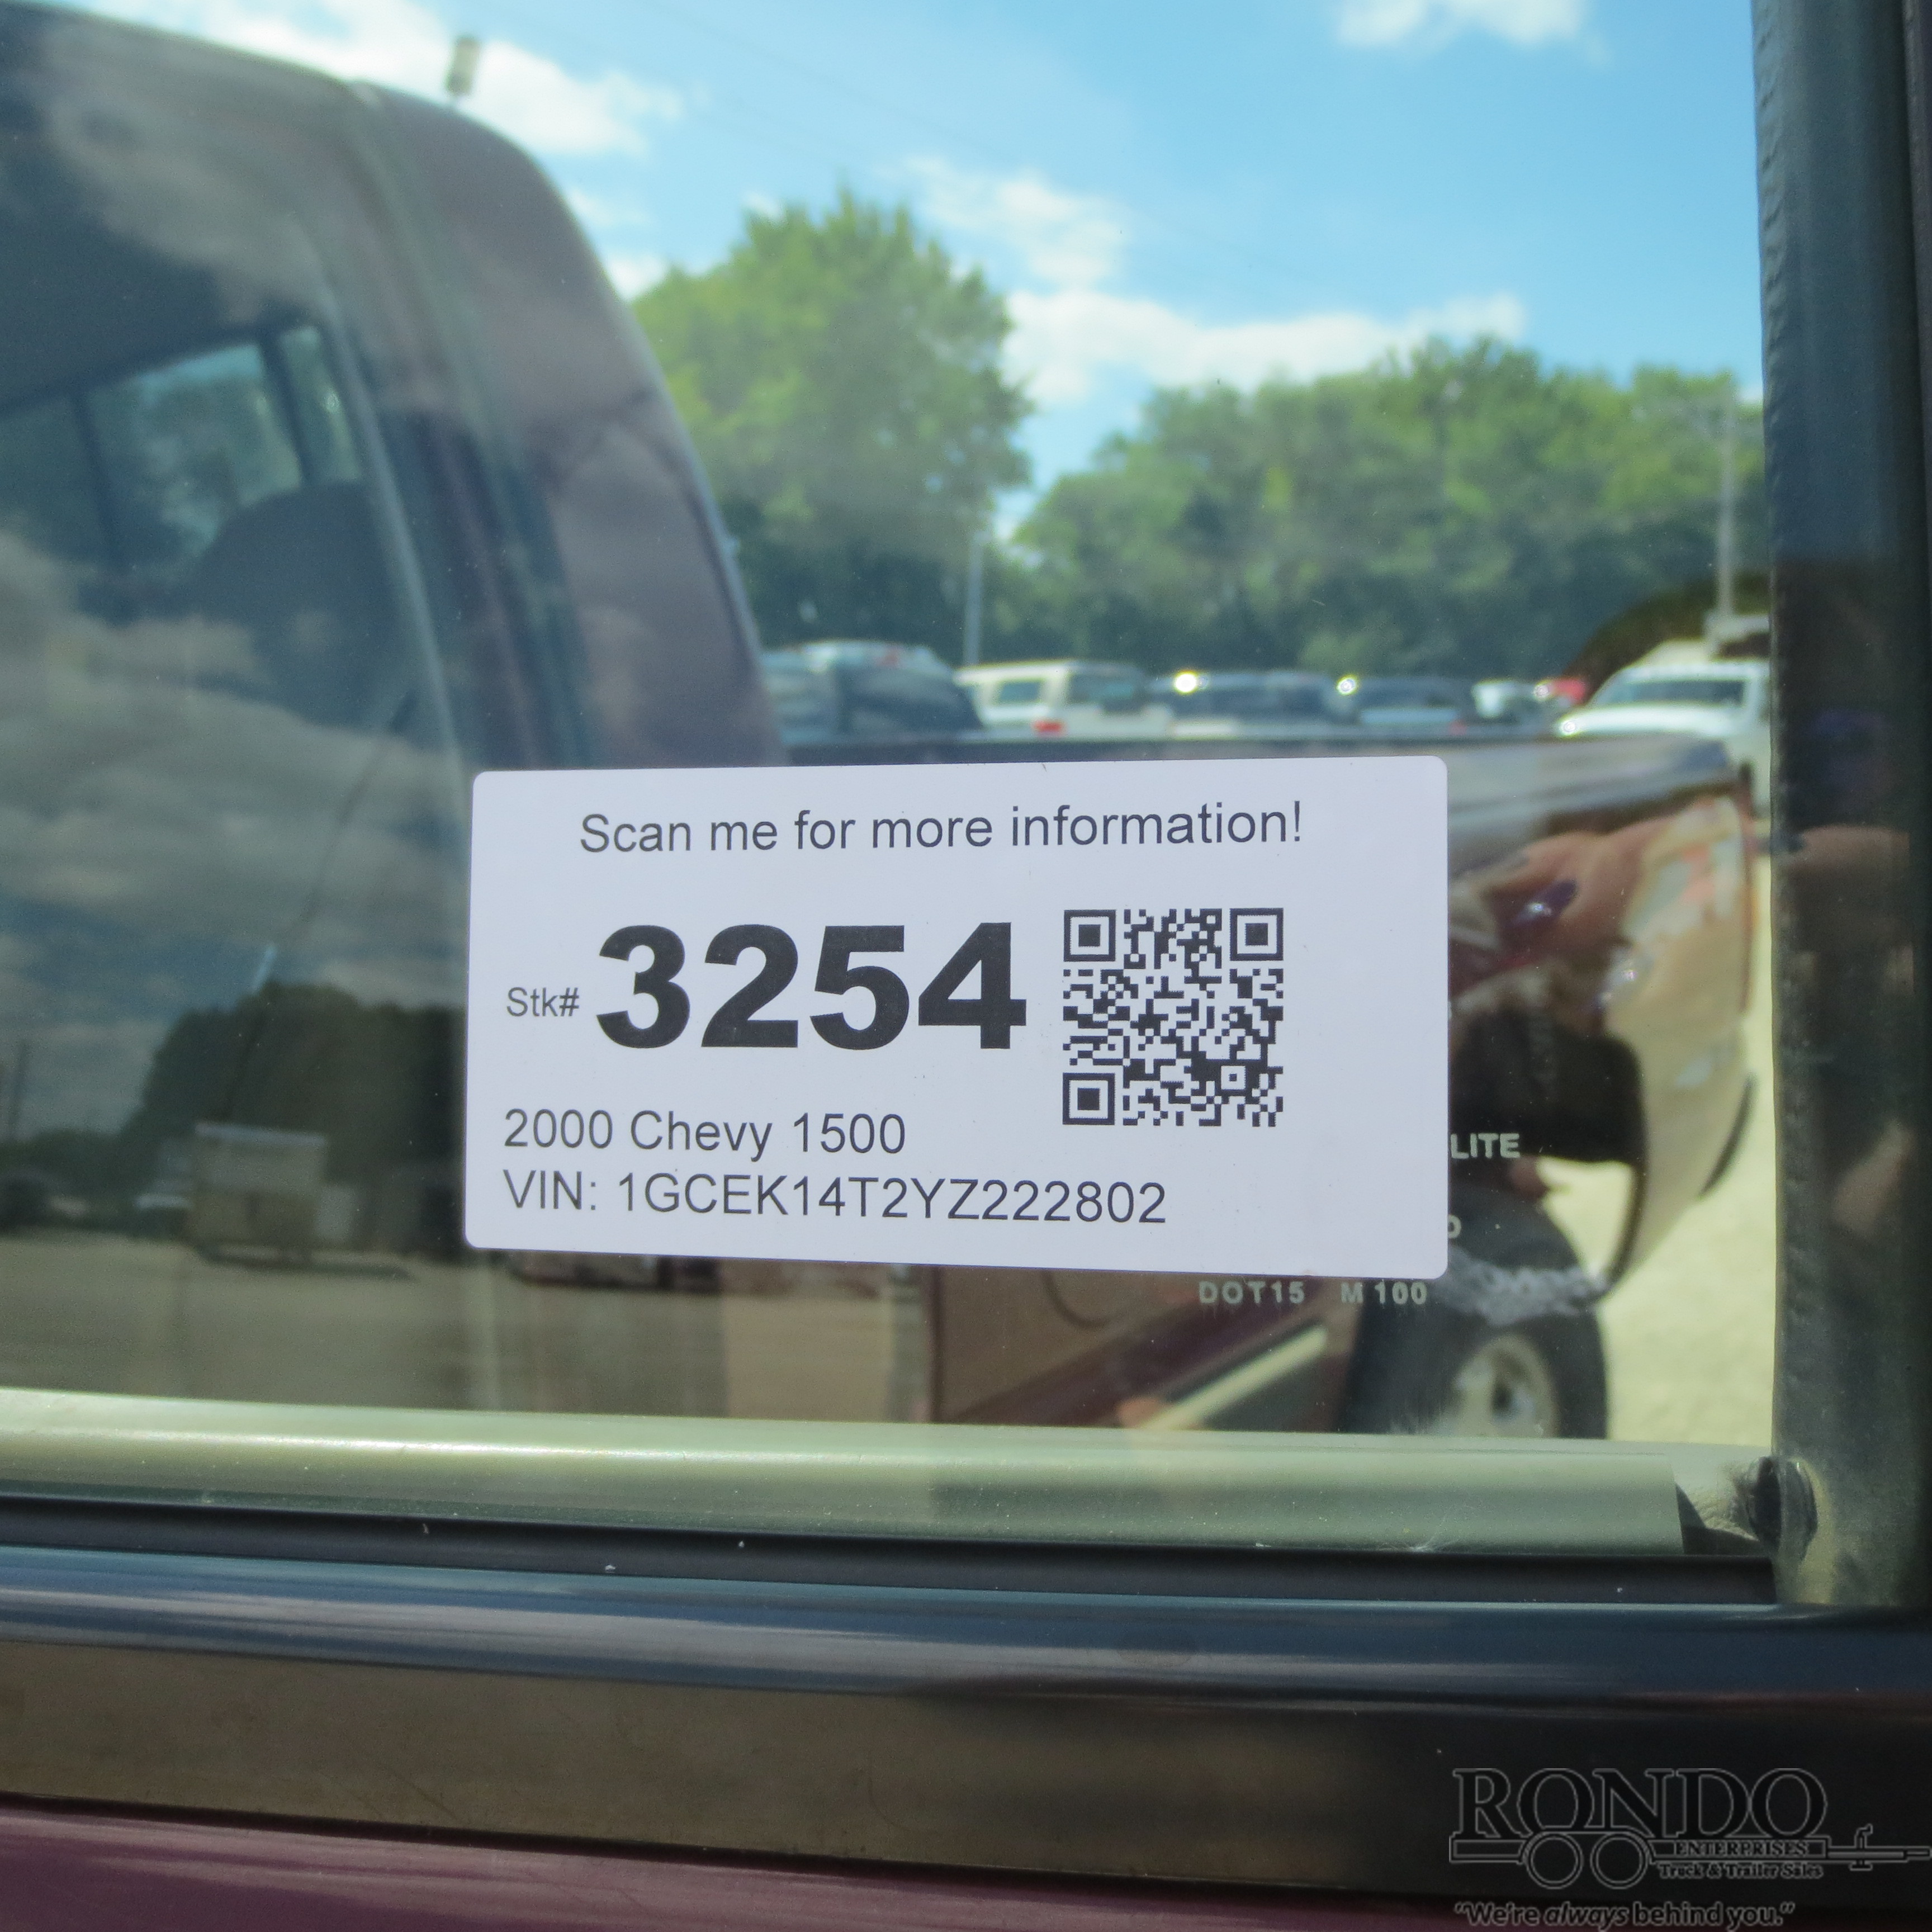 Scan me for more information!
Stk# 3254
2000 Chevy 1500
VIN: 1GCEK14T2YZ222802
LITE
DOT15 M100
RONDO
ENTERPRISES
Truck & Trailer Sales
"We're always behind you."